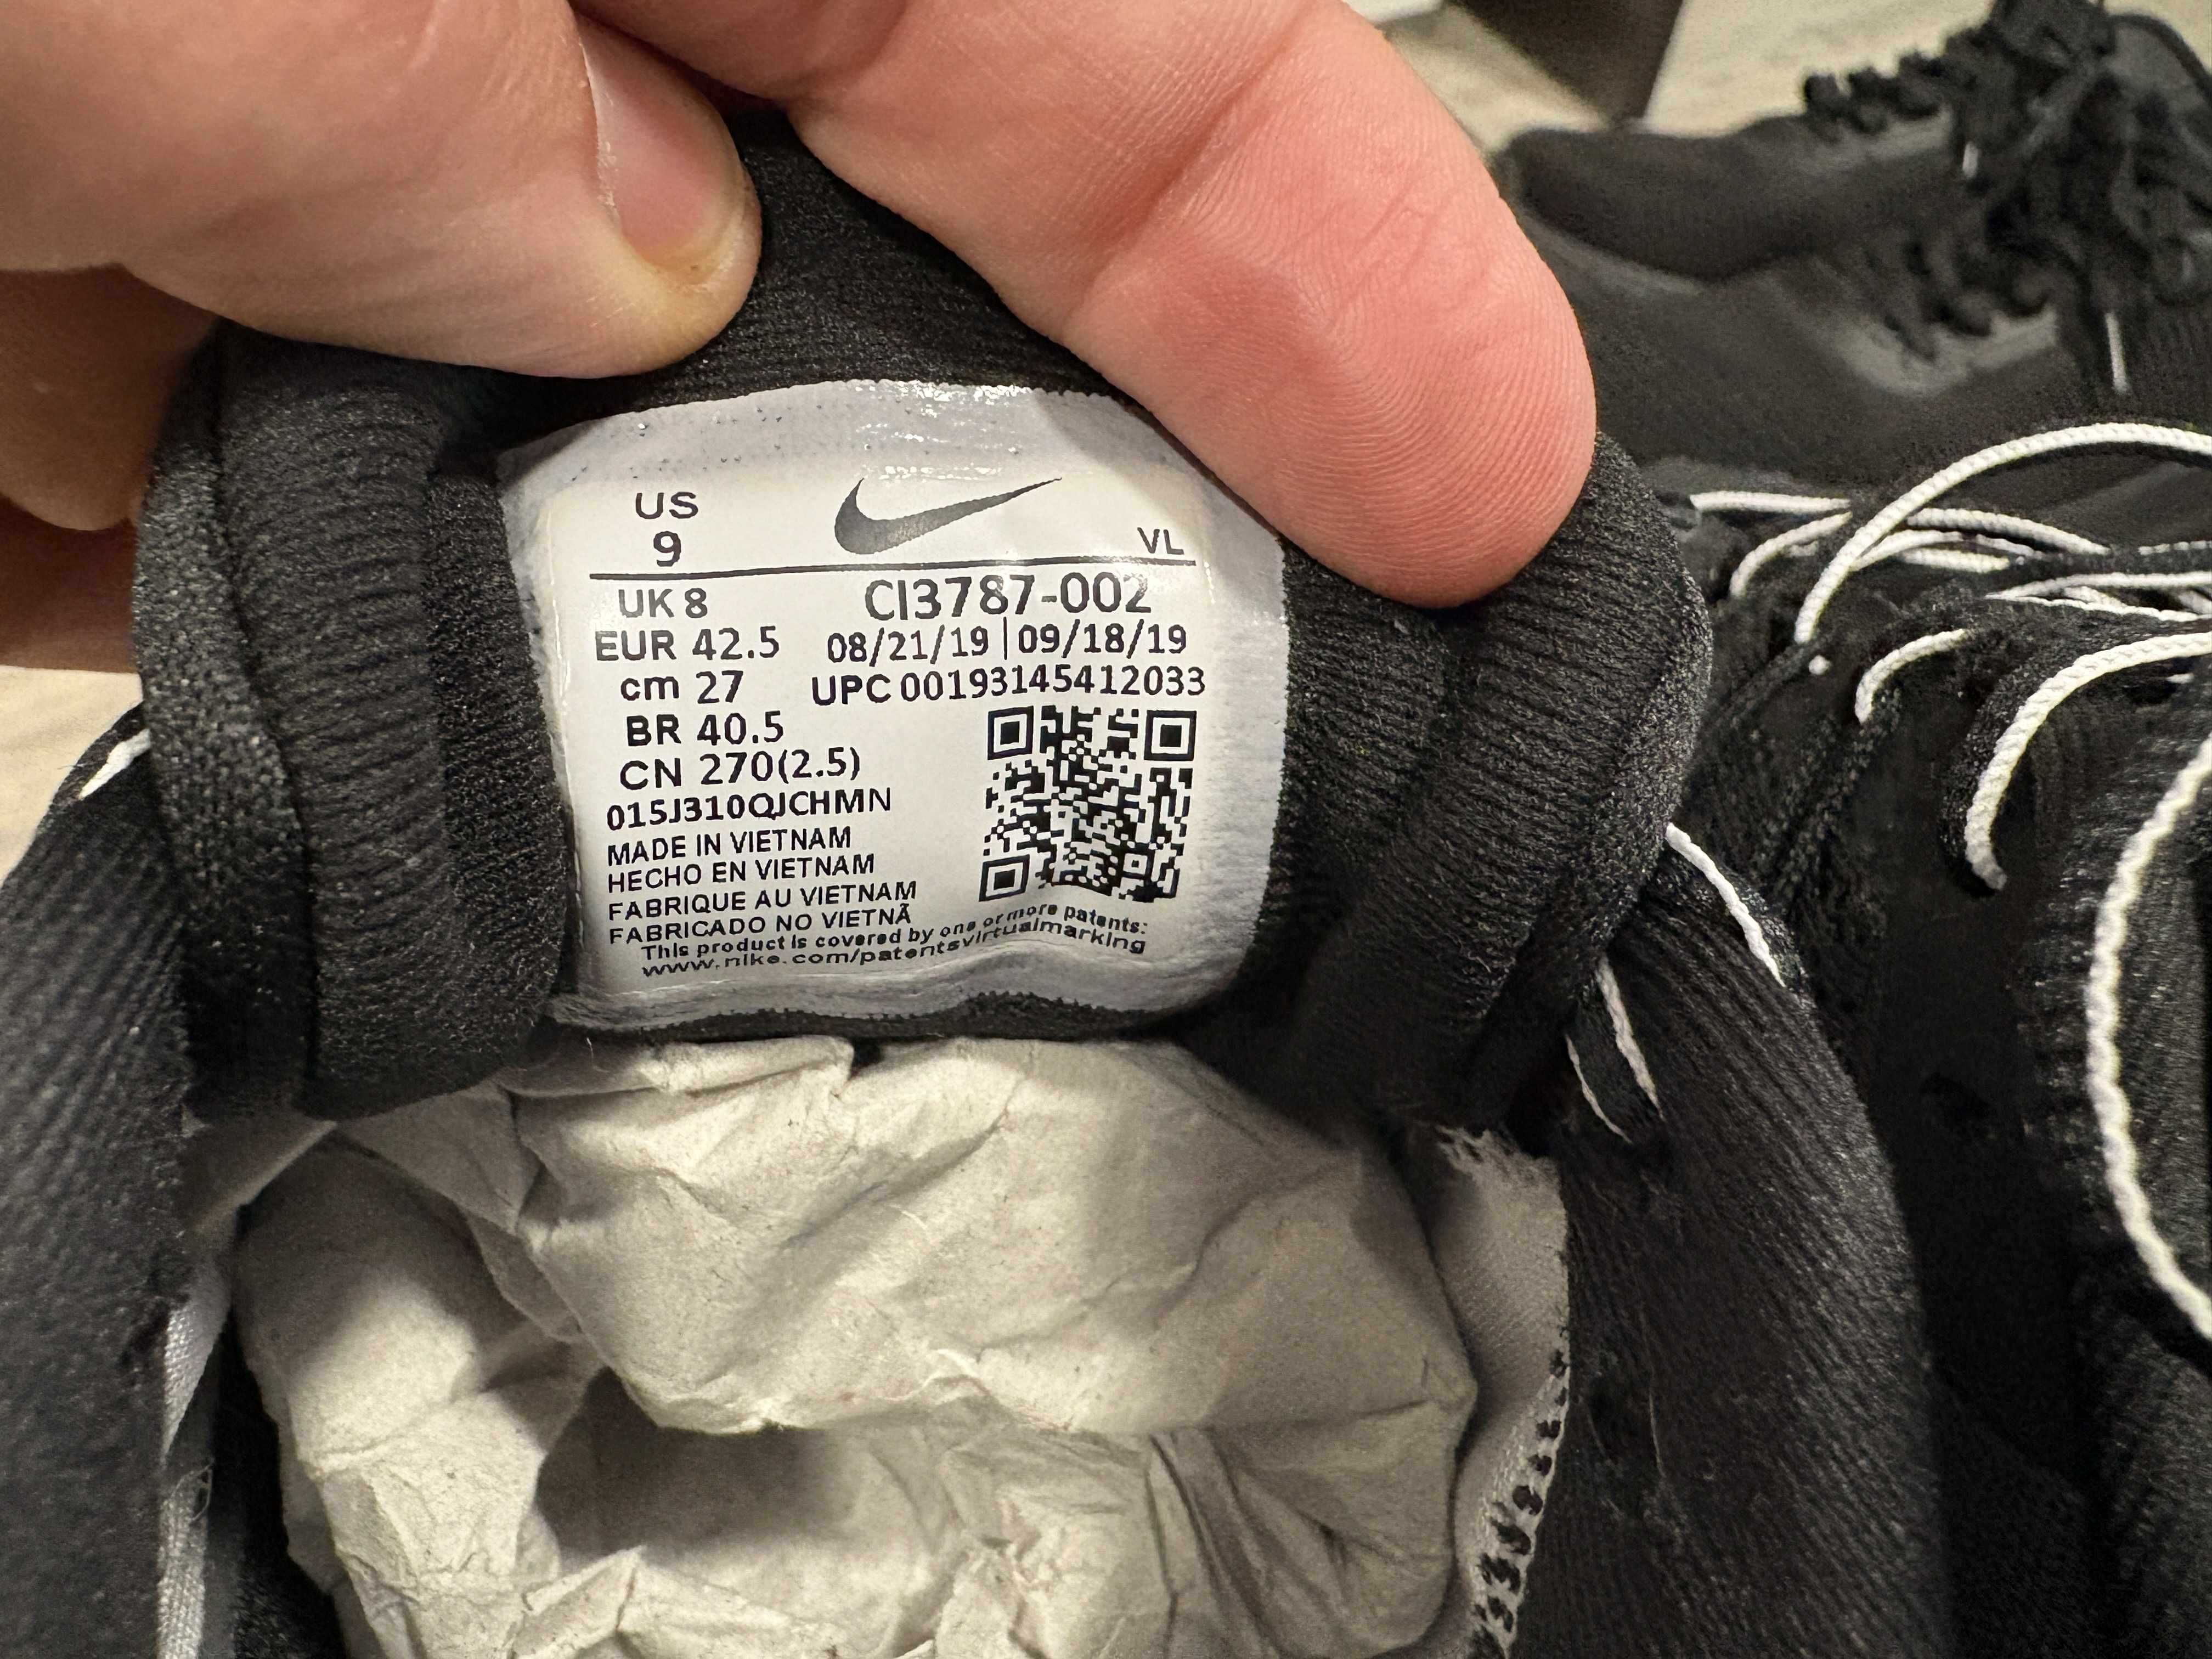 US
9
VL
UK 8
CI3787-002
EUR 42.5
08/21/19 | 09/18/19
cm 27
UPC 00193145412033
BR 40.5
CN 270(2.5)
015J310QJCHMN
MADE IN VIETNAM
HECHO EN VIETNAM
FABRIQUE AU VIETNAM
FABRICADO NO VIETNÃ
This product is covered by one or more patents:
www.nike.com/patentsvirtualmarking